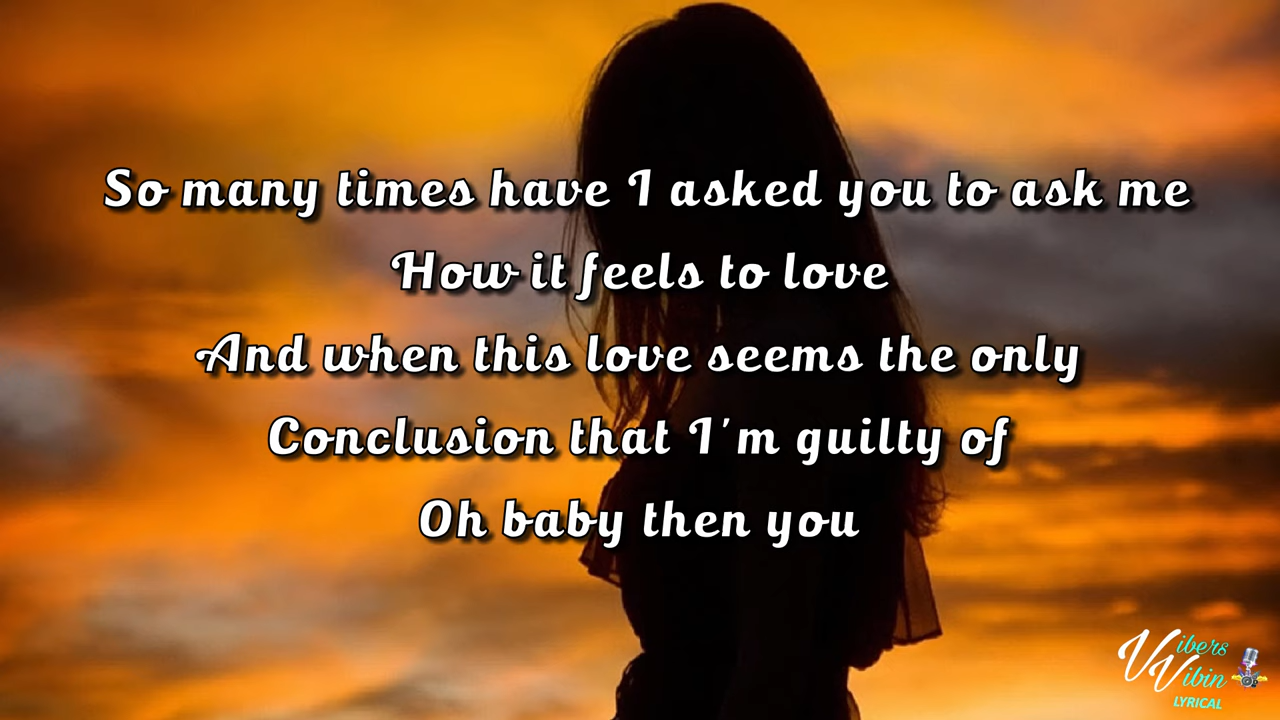 So many times have I asked you to ask me
How it feels to love
And when this love seems the only
Conclusion that I'm guilty of
Oh baby then you
Vibers
Vibin
LYRICAL